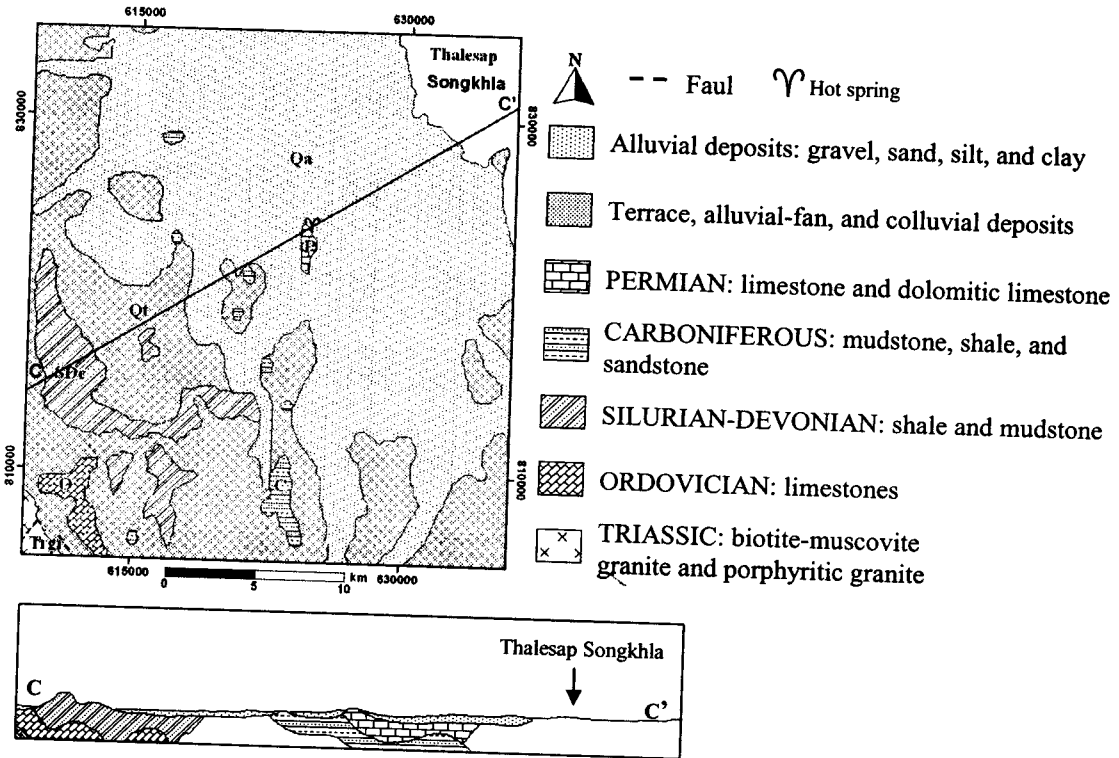 615000
630000
830000
Thalesap
Songkhla
C'
830000
Qa
P
Qt
C
SDc
810000
O
C
810000
Trgr
615000
0
5
10
km
630000
N
Faul
Hot spring
Alluvial deposits: gravel, sand, silt, and clay
Terrace, alluvial-fan, and colluvial deposits
PERMIAN: limestone and dolomitic limestone
CARBONIFEROUS: mudstone, shale, and
sandstone
SILURIAN-DEVONIAN: shale and mudstone
ORDOVICIAN: limestones
TRIASSIC: biotite-muscovite
granite and porphyritic granite
Thalesap Songkhla
C
C'